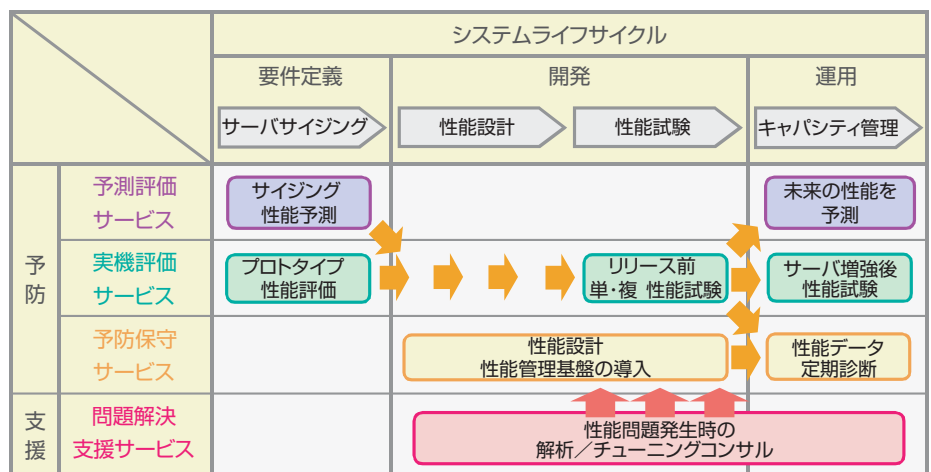 システムライフサイクル
要件定義
開発
運用
サーバサイジング
性能設計
性能試験
キャパシティ管理
予防
予測評価
サービス
サイジング
性能予測
未来の性能を
予測
実機評価
サービス
プロトタイプ
性能評価
リリース前
単・複 性能試験
サーバ増強後
性能試験
予防保守
サービス
性能設計
性能管理基盤の導入
性能データ
定期診断
支援
問題解決
支援サービス
性能問題発生時の
解析／チューニングコンサル